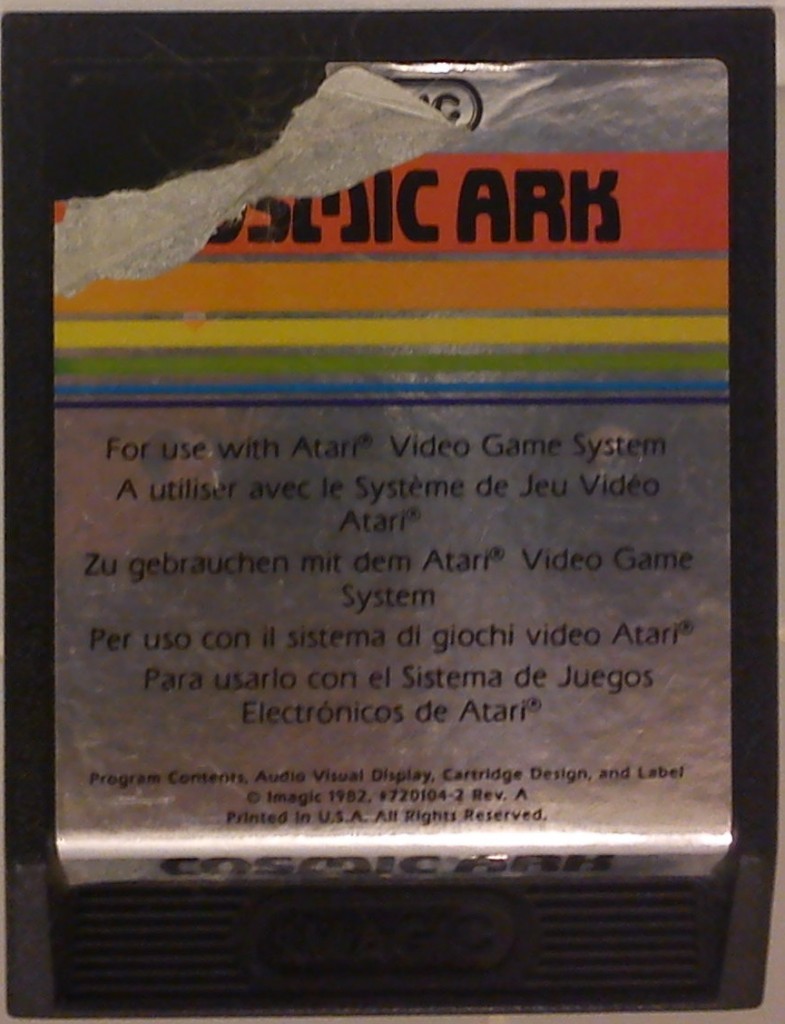 COSMIC ARK
For use with Atari® Video Game System
A utiliser avec le Système de Jeu Vidéo
Atari®
Zu gebrauchen mit dem Atari® Video Game
System
Per uso con il sistema di giochi video Atari®
Para usarlo con el Sistema de Juegos
Electrónicos de Atari®
Program Contents, Audio Visual Display, Cartridge Design, and Label
© Imagic 1982, #720104-2 Rev. A
Printed in U.S.A. All Rights Reserved.
COSMIC ARK
IMAGIC